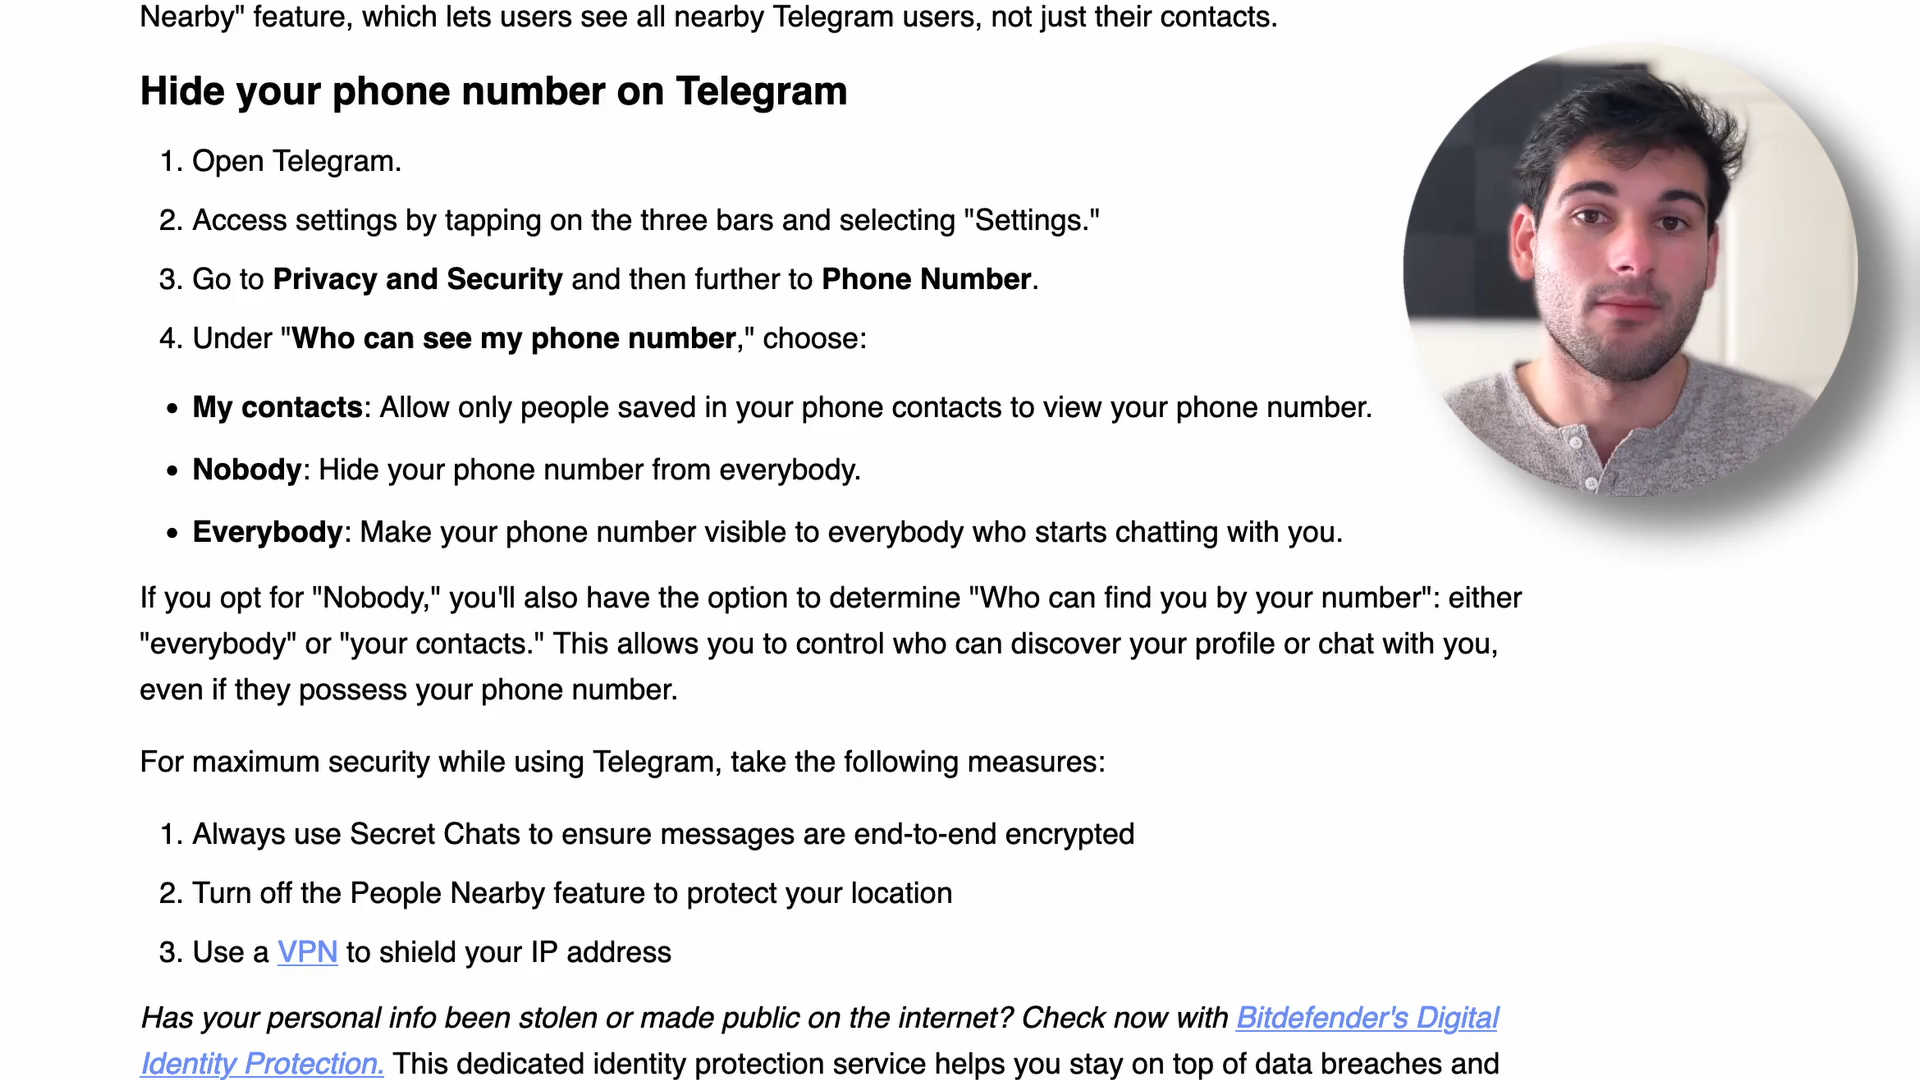 Nearby" feature, which lets users see all nearby Telegram users, not just their contacts.
Hide your phone number on Telegram
1. Open Telegram.
2. Access settings by tapping on the three bars and selecting "Settings."
3. Go to Privacy and Security and then further to Phone Number.
4. Under "Who can see my phone number," choose:
• My contacts: Allow only people saved in your phone contacts to view your phone number.
• Nobody: Hide your phone number from everybody.
• Everybody: Make your phone number visible to everybody who starts chatting with you.
If you opt for "Nobody," you'll also have the option to determine "Who can find you by your number": either
"everybody" or "your contacts." This allows you to control who can discover your profile or chat with you,
even if they possess your phone number.
For maximum security while using Telegram, take the following measures:
1. Always use Secret Chats to ensure messages are end-to-end encrypted
2. Turn off the People Nearby feature to protect your location
3. Use a VPN to shield your IP address
Has your personal info been stolen or made public on the internet? Check now with Bitdefender's Digital
Identity Protection. This dedicated identity protection service helps you stay on top of data breaches and